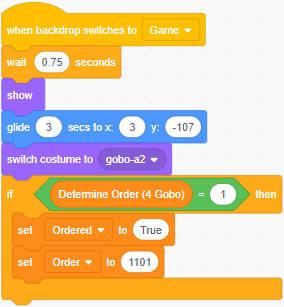 when backdrop switches to Game
wait 0.75 seconds
show
glide 3 secs to x: 3 y: -107
switch costume to gobo-a2
if Determine Order (4 Gobo) = 1 then
set Ordered to True
set Order to 1101